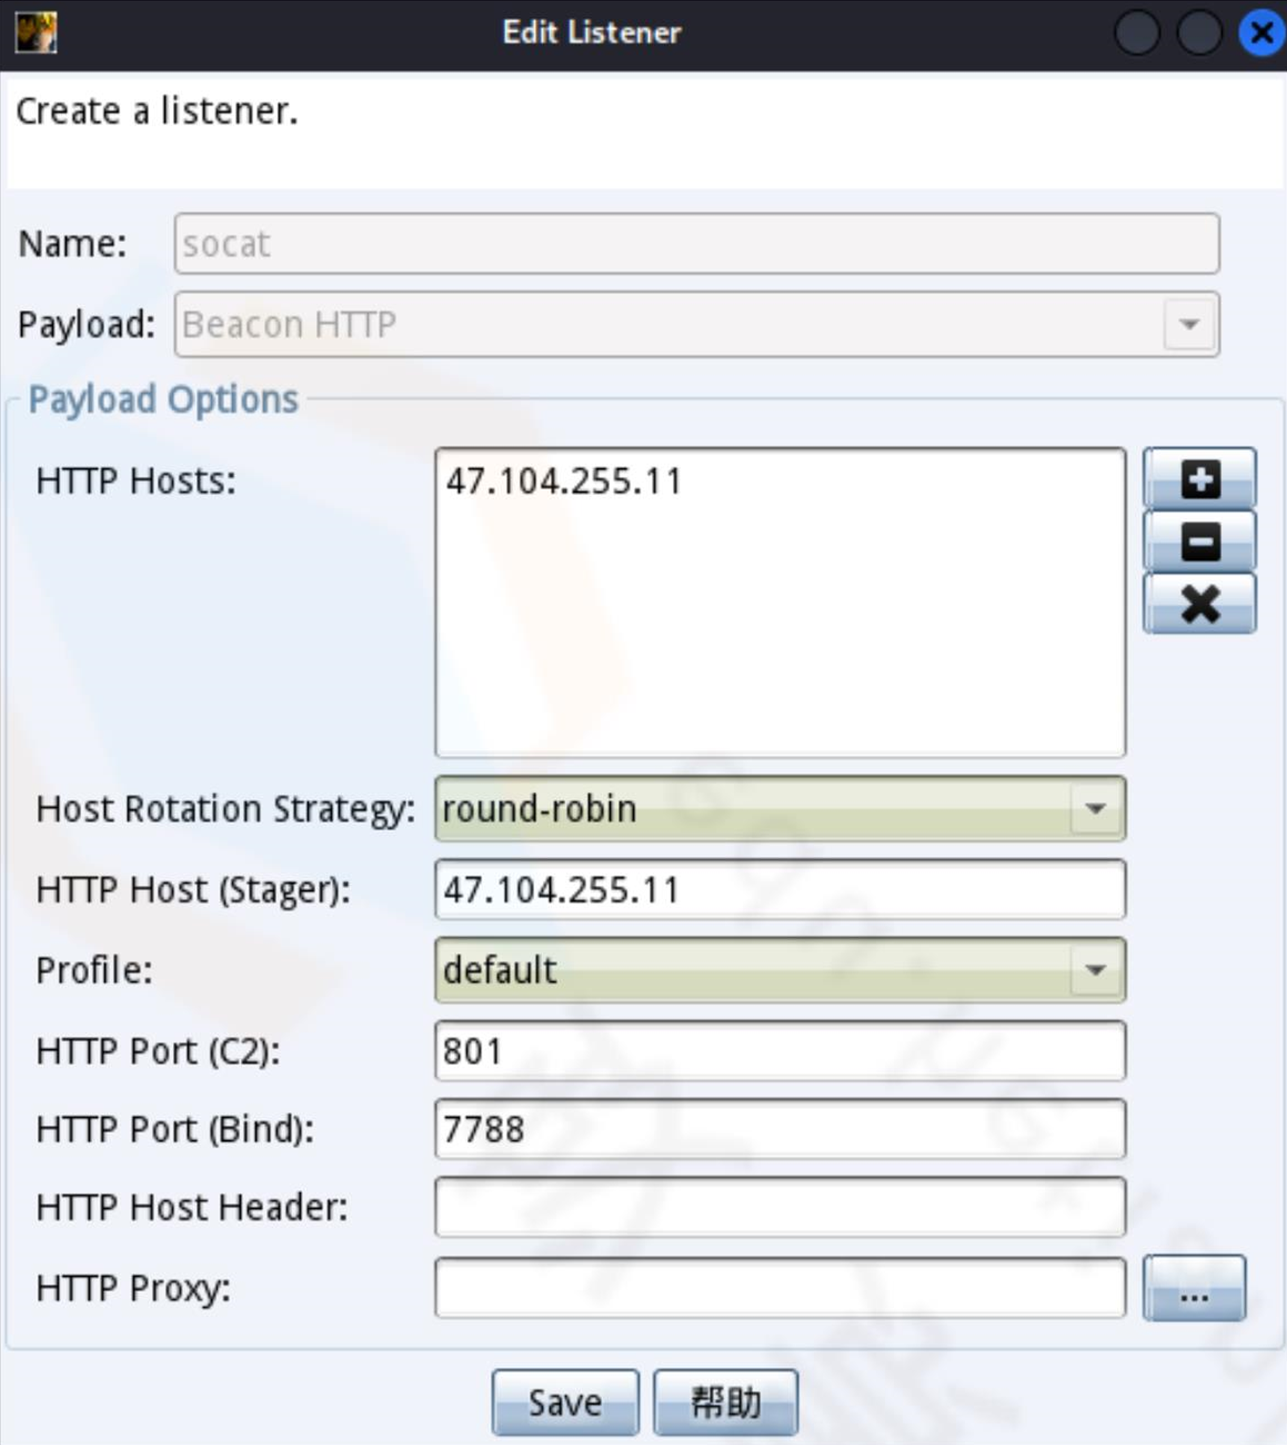 Edit Listener
Create a listener.
Name: socat
Payload: Beacon HTTP
Payload Options
HTTP Hosts: 47.104.255.11
Host Rotation Strategy: round-robin
HTTP Host (Stager): 47.104.255.11
Profile: default
HTTP Port (C2): 801
HTTP Port (Bind): 7788
HTTP Host Header:
HTTP Proxy: ...
Save 帮助